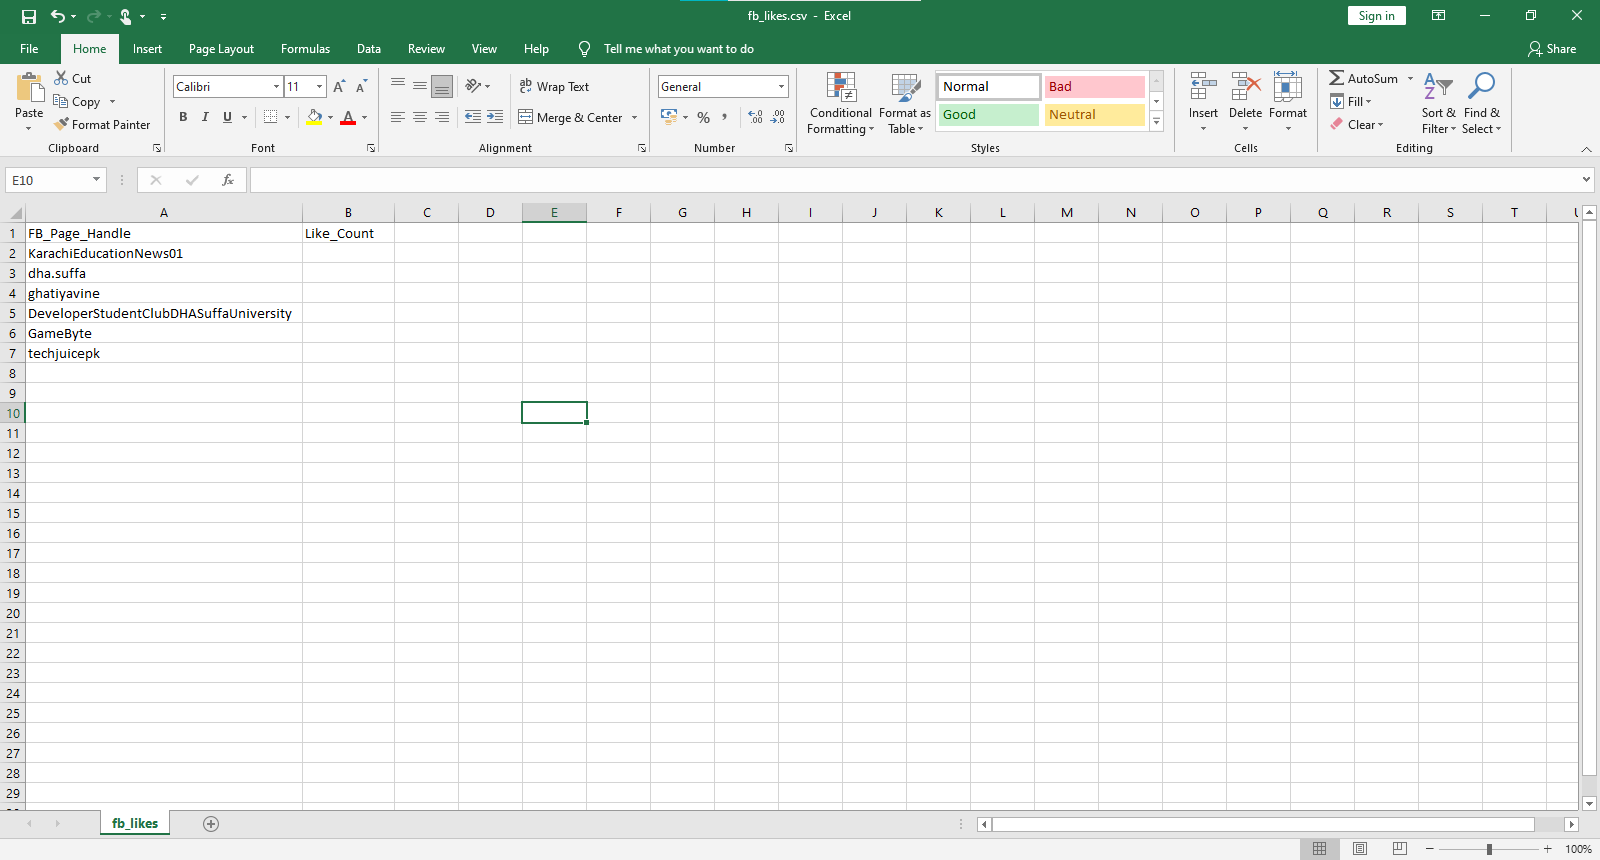 fb_likes.csv - Excel
Sign in
File Home Insert Page Layout Formulas Data Review View Help Tell me what you want to do Share
Paste
Cut
Copy
Format Painter
Clipboard
Calibri 11
B I U
Font
Wrap Text
Merge & Center
Alignment
General
Number
Conditional Formatting
Format as Table
Normal Bad
Good Neutral
Styles
Insert Delete Format
Cells
AutoSum
Fill
Clear
Sort & Filter
Find & Select
Editing
E10
fx
A B C D E F G H I J K L M N O P Q R S T
1 FB_Page_Handle Like_Count
2 KarachiEducationNews01
3 dha.suffa
4 ghatiyavine
5 DeveloperStudentClubDHASuffaUniversity
6 GameByte
7 techjuicepk
8
9
10
11
12
13
14
15
16
17
18
19
20
21
22
23
24
25
26
27
28
29
fb_likes
100%